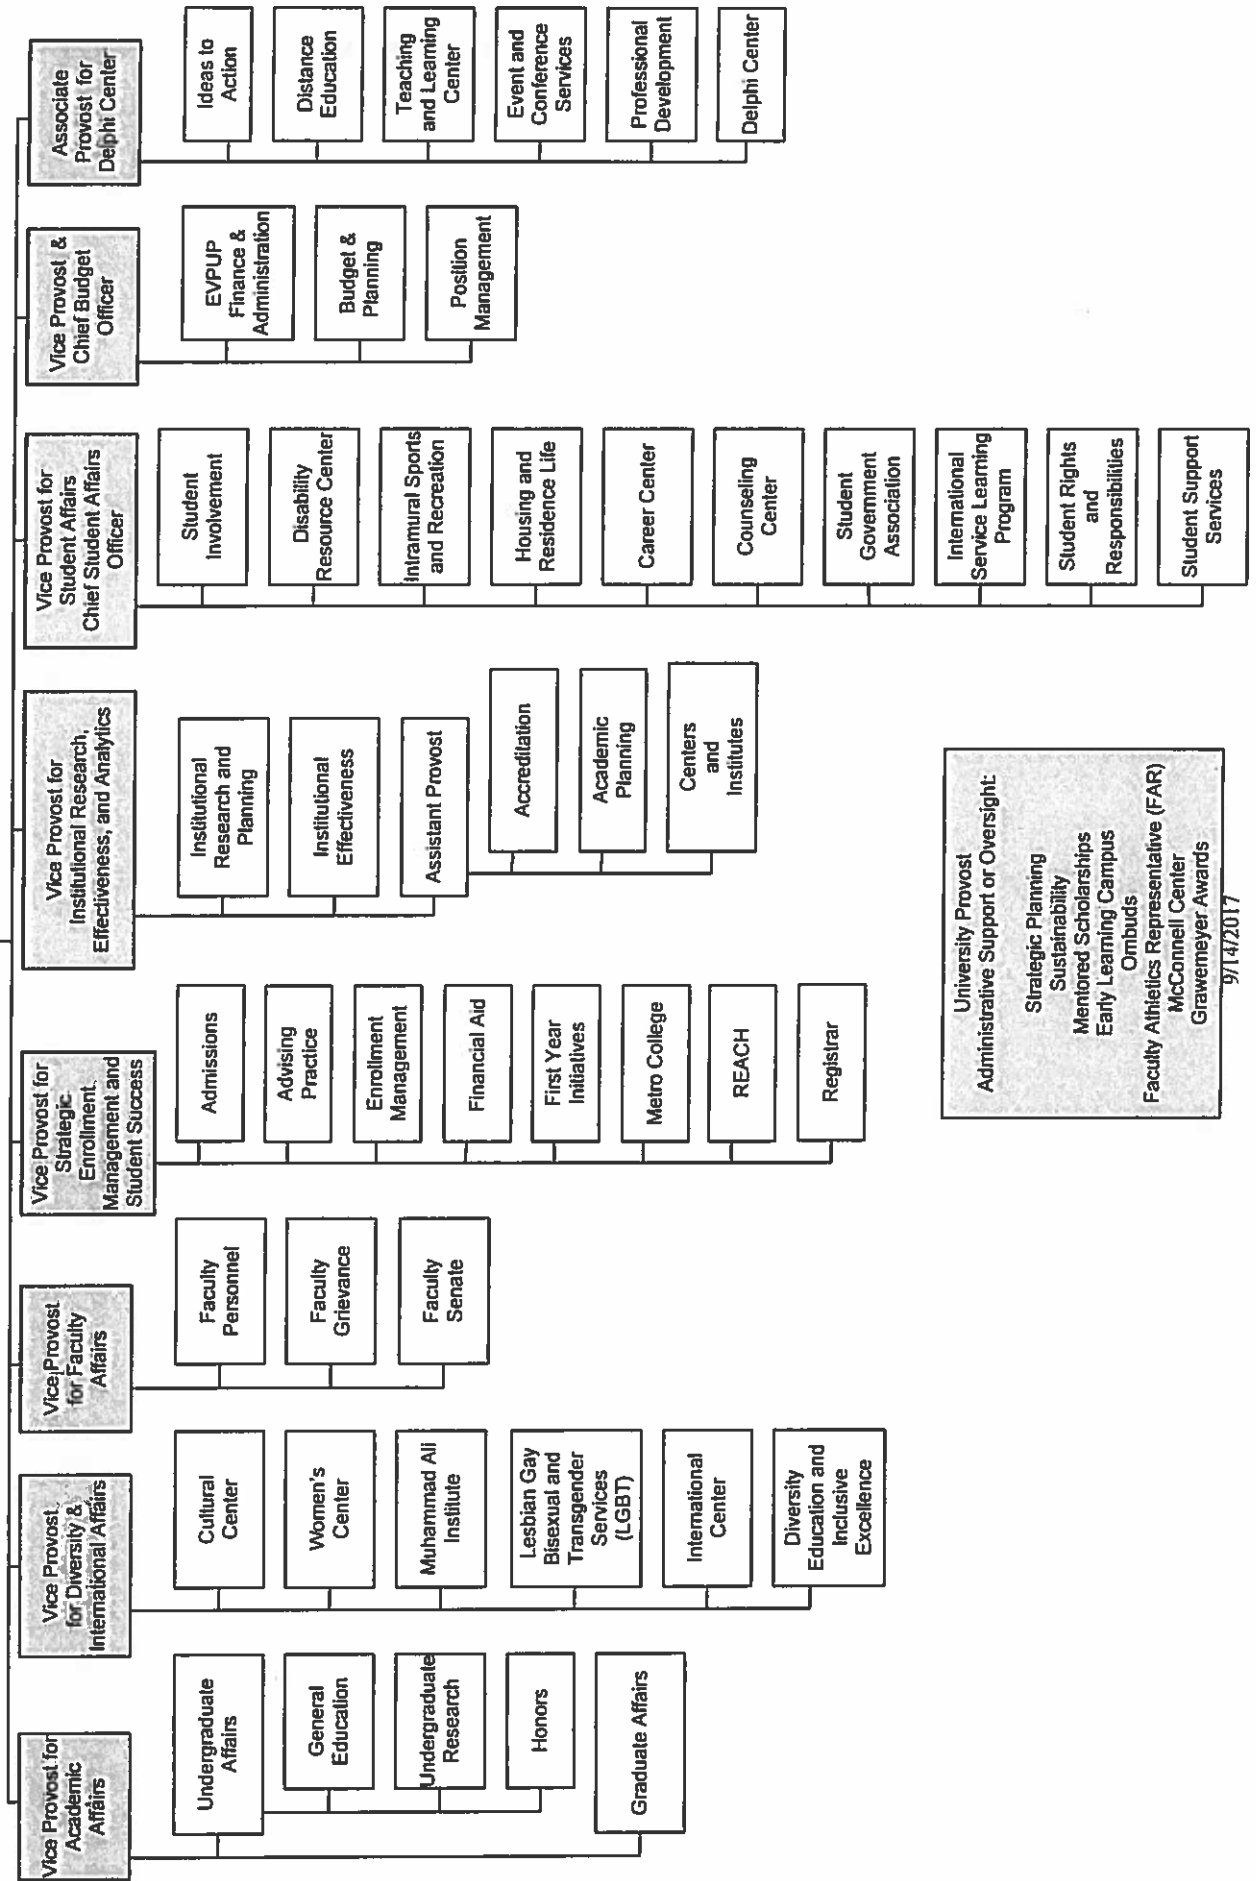 Vice Provost for
Academic
Affairs
Undergraduate
Affairs
General
Education
Undergraduate
Research
Honors
Graduate Affairs
Vice Provost
for Diversity &
International Affairs
Cultural
Center
Women's
Center
Muhammad Ali
Institute
Lesbian Gay
Bisexual and
Transgender
Services
(LGBT)
International
Center
Diversity
Education and
Inclusive
Excellence
Vice Provost
for Faculty
Affairs
Faculty
Personnel
Faculty
Grievance
Faculty
Senate
Vice Provost for
Strategic
Enrollment
Management and
Student Success
Admissions
Advising
Practice
Enrollment
Management
Financial Aid
First Year
Initiatives
Metro College
REACH
Registrar
Vice Provost for
Institutional Research,
Effectiveness, and Analytics
Institutional
Research and
Planning
Institutional
Effectiveness
Assistant Provost
Accreditation
Academic
Planning
Centers
and
Institutes
Vice Provost for
Student Affairs
Chief Student Affairs
Officer
Student
Involvement
Disability
Resource Center
Intramural Sports
and Recreation
Housing and
Residence Life
Career Center
Counseling
Center
Student
Government
Association
International
Service Learning
Program
Student Rights
and
Responsibilities
Student Support
Services
Vice Provost &
Chief Budget
Officer
EVPUP
Finance &
Administration
Budget &
Planning
Position
Management
Associate
Provost for
Delphi Center
Ideas to
Action
Distance
Education
Teaching
and Learning
Center
Event and
Conference
Services
Professional
Development
Delphi Center
University Provost
Administrative Support or Oversight:
Strategic Planning
Sustainability
Mentored Scholarships
Early Learning Campus
Ombuds
Faculty Athletics Representative (FAR)
McConnell Center
Grawemeyer Awards
9/14/2017